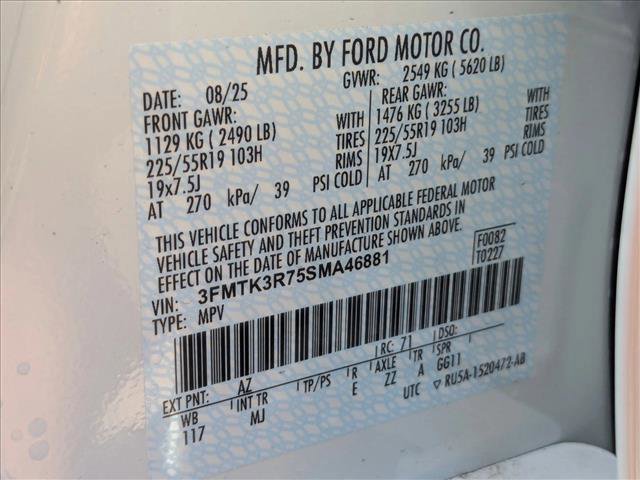 MFD. BY FORD MOTOR CO.
DATE: 08/25 GVWR: 2549 KG ( 5620 LB)
FRONT GAWR: REAR GAWR:
1129 KG ( 2490 LB) WITH 1476 KG ( 3255 LB) WITH
225/55R19 103H TIRES 225/55R19 103H TIRES
19x7.5J RIMS 19x7.5J RIMS
AT 270 kPa/ 39 PSI COLD AT 270 kPa/ 39 PSI COLD
THIS VEHICLE CONFORMS TO ALL APPLICABLE FEDERAL MOTOR
VEHICLE SAFETY AND THEFT PREVENTION STANDARDS IN
EFFECT ON THE DATE OF MANUFACTURE SHOWN ABOVE.
VIN: 3FMTK3R75SMA46881 F0082
TYPE: MPV T0227
EXT PNT: AZ RC: 71 DSO:
WB INT TR TP/PS R AXLE TR SPR
117 MJ E ZZ A GG11
UTC ▽ RU5A-1520472-AB